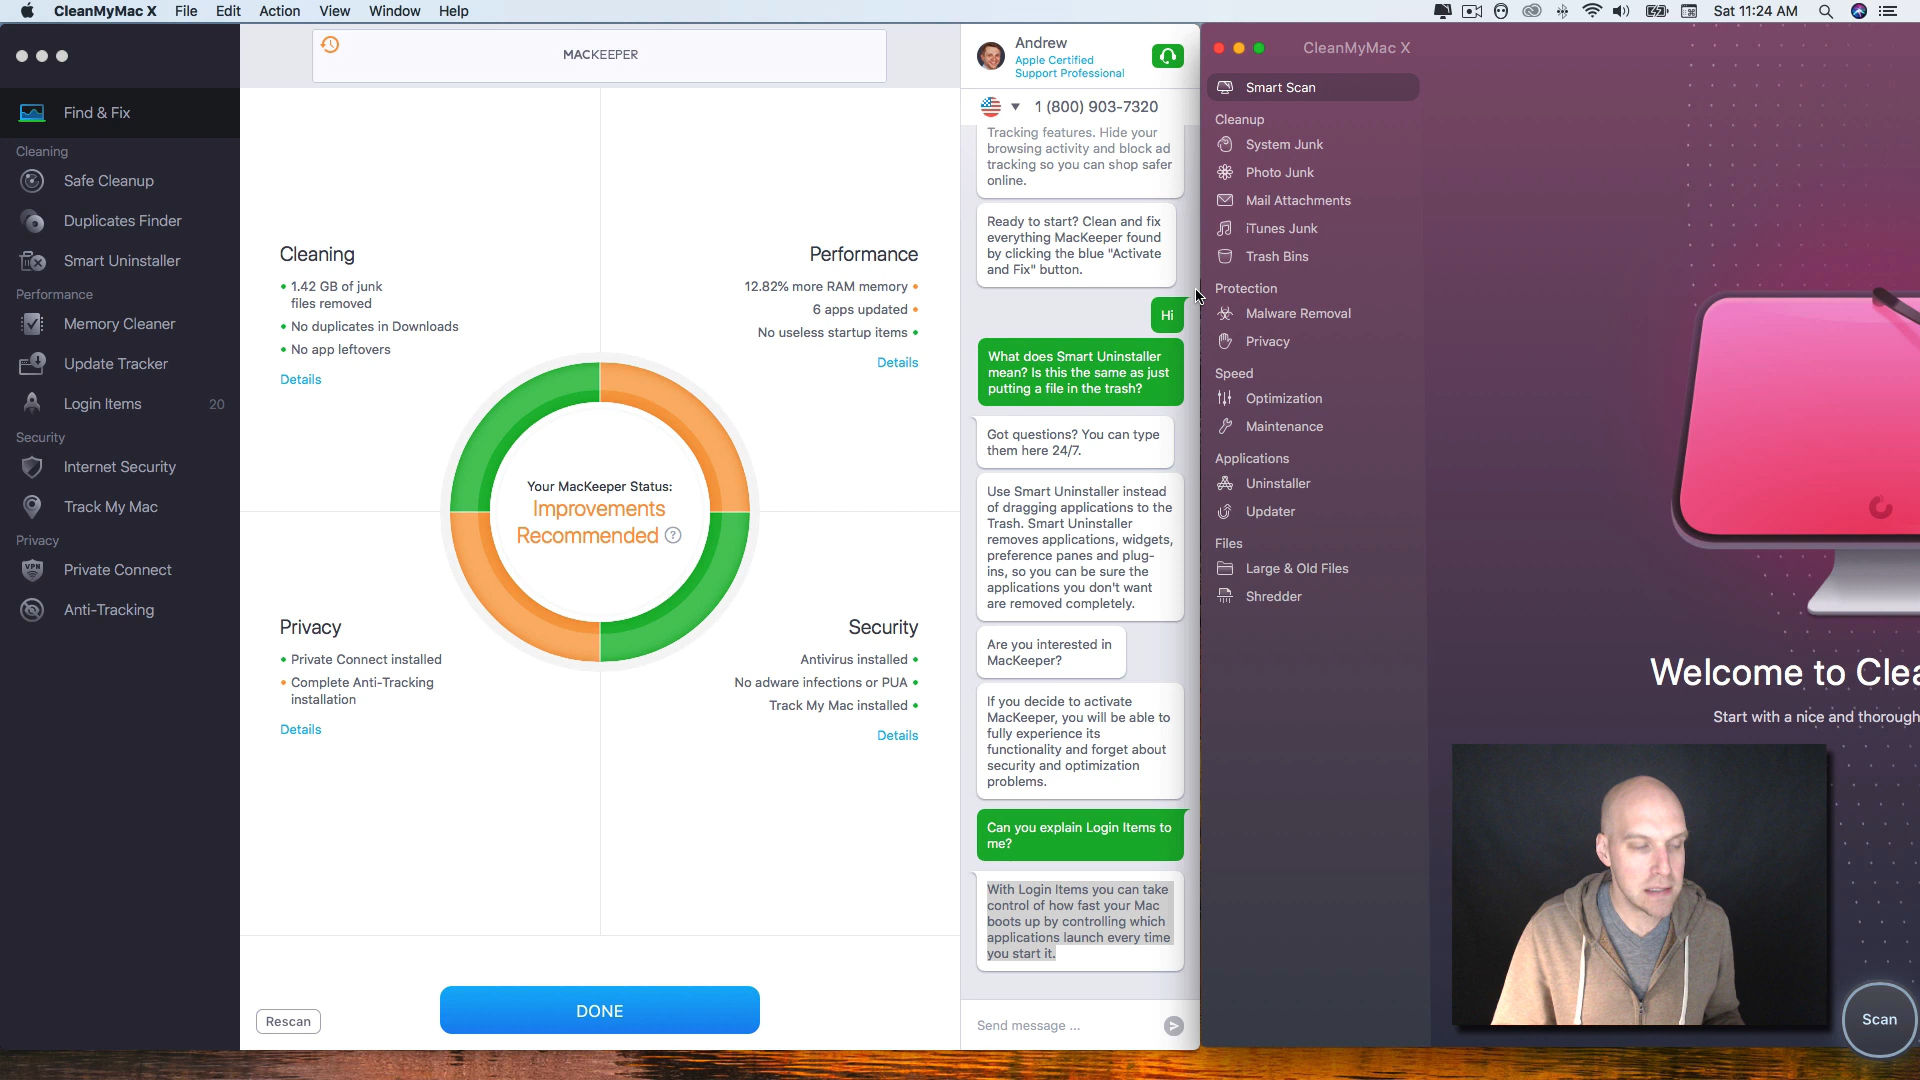 CleanMyMac X File Edit Action View Window Help
Sat 11:24 AM
MACKEEPER
Find & Fix
Cleaning
Safe Cleanup
Duplicates Finder
Smart Uninstaller
Performance
Memory Cleaner
Update Tracker
Login Items 20
Security
Internet Security
Track My Mac
Privacy
VPN
Private Connect
Anti-Tracking
Cleaning
• 1.42 GB of junk
files removed
• No duplicates in Downloads
• No app leftovers
Details
Performance
12.82% more RAM memory •
6 apps updated •
No useless startup items •
Details
Your MacKeeper Status:
Improvements
Recommended ?
Privacy
• Private Connect installed
• Complete Anti-Tracking
installation
Details
Security
Antivirus installed •
No adware infections or PUA •
Track My Mac installed •
Details
Rescan
DONE
Andrew
Apple Certified
Support Professional
1 (800) 903-7320
Tracking features. Hide your
browsing activity and block ad
tracking so you can shop safer
online.
Ready to start? Clean and fix
everything MacKeeper found
by clicking the blue "Activate
and Fix" button.
Hi
What does Smart Uninstaller
mean? Is this the same as just
putting a file in the trash?
Got questions? You can type
them here 24/7.
Use Smart Uninstaller instead
of dragging applications to the
Trash. Smart Uninstaller
removes applications, widgets,
preference panes and plug-
ins, so you can be sure the
applications you don't want
are removed completely.
Are you interested in
MacKeeper?
If you decide to activate
MacKeeper, you will be able to
fully experience its
functionality and forget about
security and optimization
problems.
Can you explain Login Items to
me?
With Login Items you can take
control of how fast your Mac
boots up by controlling which
applications launch every time
you start it.
Send message ...
CleanMyMac X
Smart Scan
Cleanup
System Junk
Photo Junk
Mail Attachments
iTunes Junk
Trash Bins
Protection
Malware Removal
Privacy
Speed
Optimization
Maintenance
Applications
Uninstaller
Updater
Files
Large & Old Files
Shredder
Welcome to Clea
Start with a nice and thorough
Scan